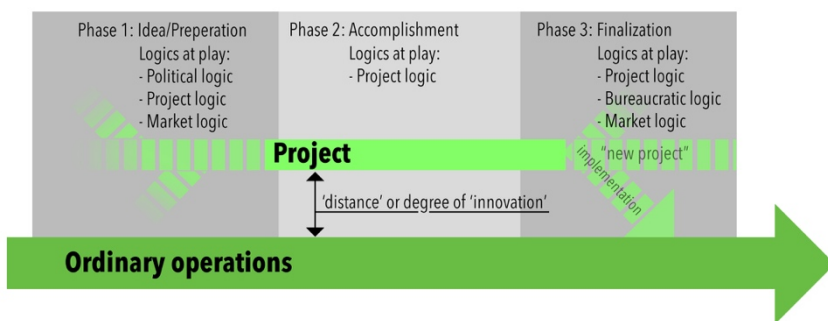 Phase 1: Idea/Preperation
Logics at play:
- Political logic
- Project logic
- Market logic
Phase 2: Accomplishment
Logics at play:
- Project logic
Phase 3: Finalization
Logics at play:
- Project logic
- Bureaucratic logic
- Market logic
Project
"new project"
implementation
'distance' or degree of 'innovation'
Ordinary operations